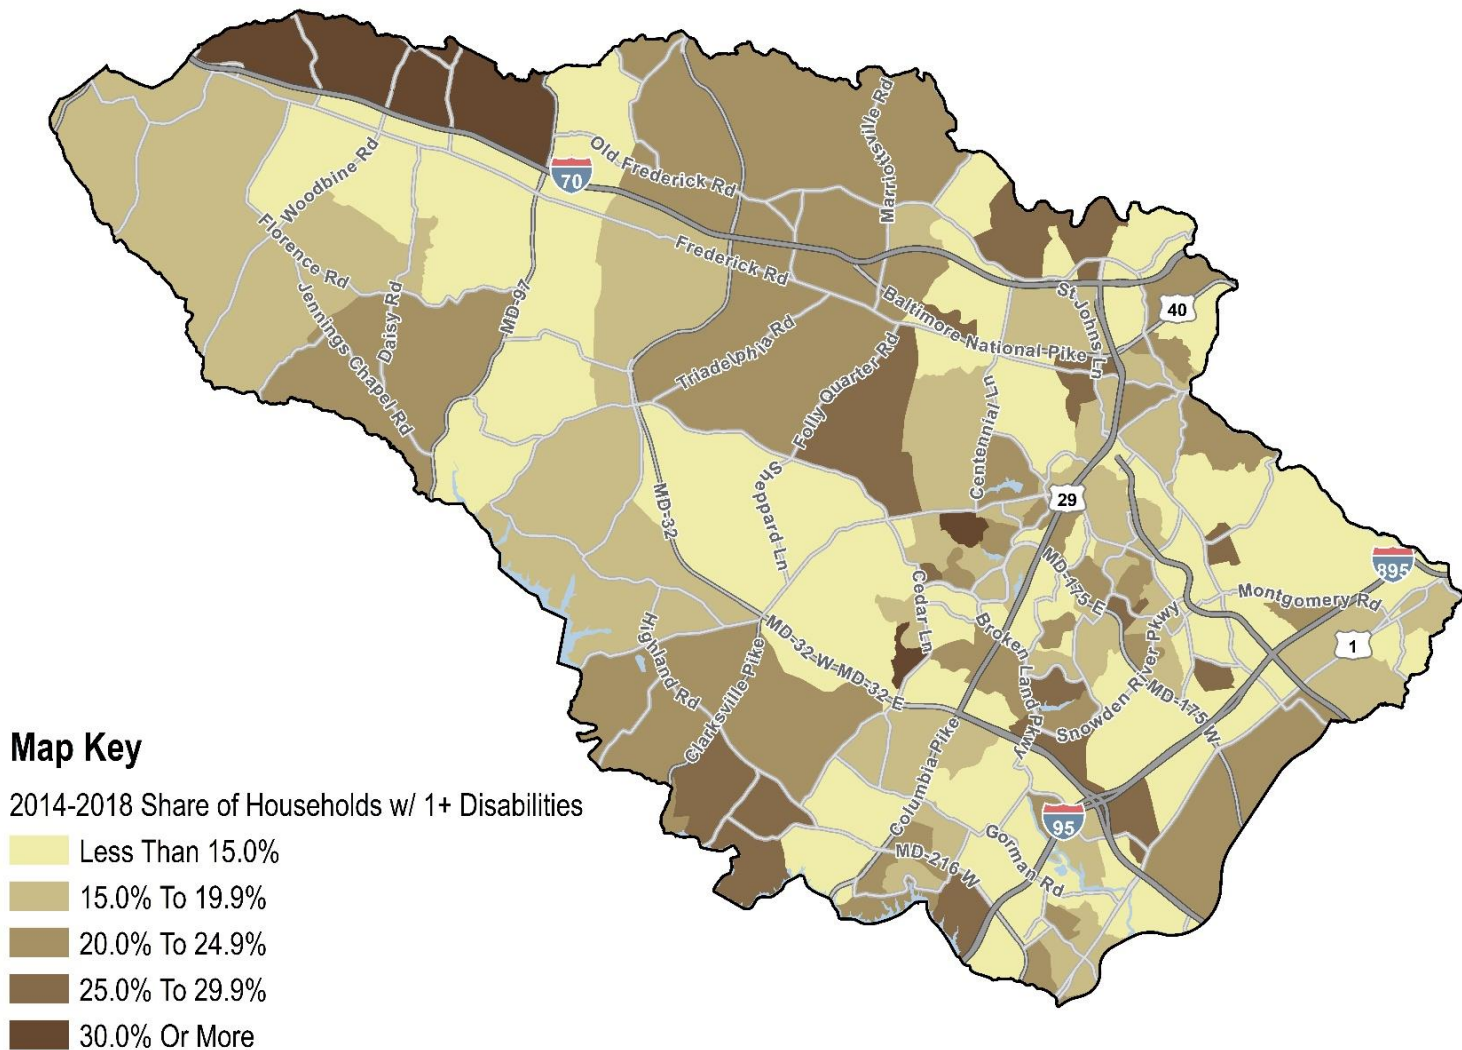 Marriottsville Rd
Old Frederick Rd
70
Woodbine Rd
Florence Rd
Frederick Rd
Jennings Chapel Rd
Daisy Rd
MD-97
St Johns Ln
40
Baltimore National Pike
Triadelphia Rd
Folly Quarter Rd
Centennial Ln
Sheppard Ln
MD-32
29
895
MD-175 E
Cedar Ln
Montgomery Rd
Highland Rd
MD-32 W
MD-32 E
Broken Land Pkwy
Snowden River Pkwy
1
MD-175 W
Clarksville Pike
Columbia Pike
95
Gorman Rd
MD-216 W
Map Key
2014-2018 Share of Households w/ 1+ Disabilities
Less Than 15.0%
15.0% To 19.9%
20.0% To 24.9%
25.0% To 29.9%
30.0% Or More